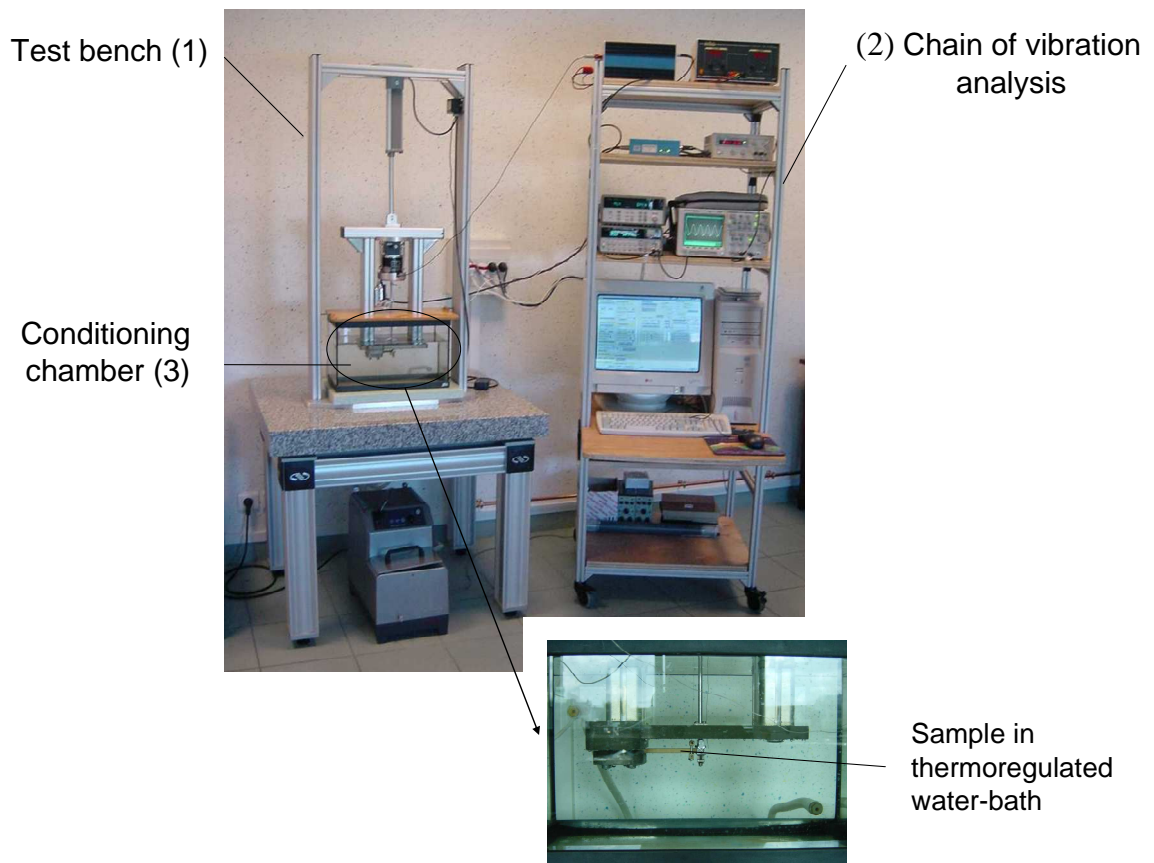 Test bench (1)
(2) Chain of vibration
analysis
Conditioning
chamber (3)
Sample in
thermoregulated
water-bath